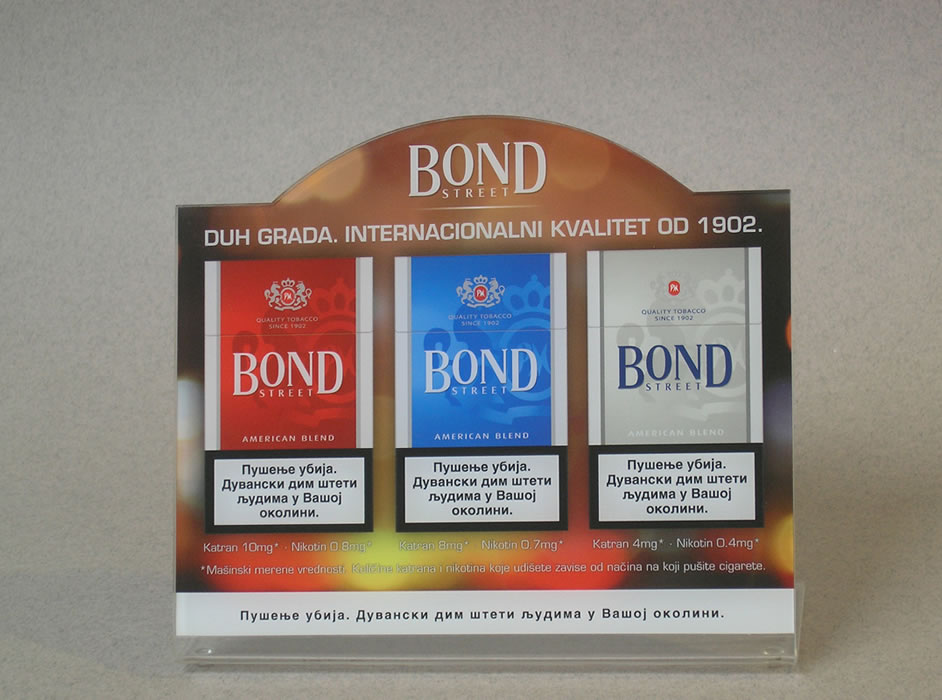 BOND
STREET
DUH GRADA. INTERNACIONALNI KVALITET OD 1902.
PM
QUALITY TOBACCO
SINCE 1902
BOND
STREET
AMERICAN BLEND
Пушење убија.
Дувански дим штети
људима у Вашој
околини.
Katran 10mg* · Nikotin 0.8mg*
PM
QUALITY TOBACCO
SINCE 1902
BOND
STREET
AMERICAN BLEND
Пушење убија.
Дувански дим штети
људима у Вашој
околини.
Katran 8mg* · Nikotin 0.7mg*
PM
QUALITY TOBACCO
SINCE 1902
BOND
STREET
AMERICAN BLEND
Пушење убија.
Дувански дим штети
људима у Вашој
околини.
Katran 4mg* · Nikotin 0.4mg*
*Mašinski merene vrednosti. Količine katrana i nikotina koje udišete zavise od načina na koji pušite cigarete.
Пушење убија. Дувански дим штети људима у Вашој околини.